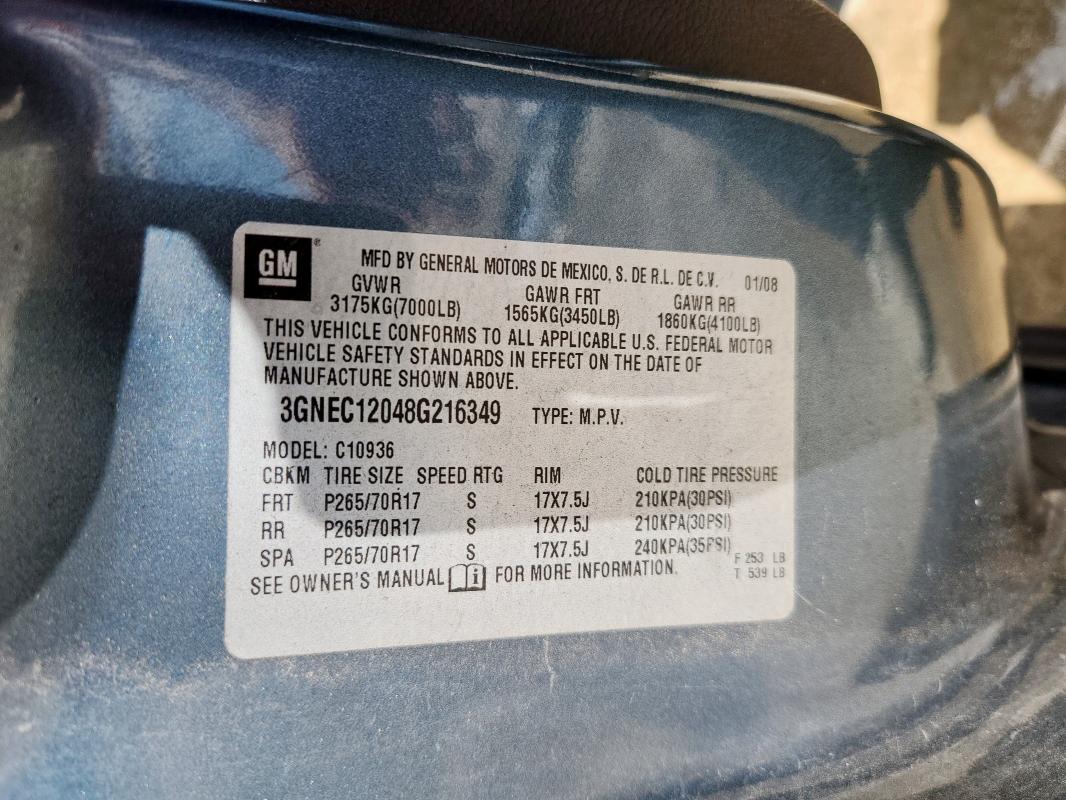 GM ®
MFD BY GENERAL MOTORS DE MEXICO, S. DE R.L. DE C.V. 01/08
GVWR GAWR FRT GAWR RR
3175KG(7000LB) 1565KG(3450LB) 1860KG(4100LB)
THIS VEHICLE CONFORMS TO ALL APPLICABLE U.S. FEDERAL MOTOR
VEHICLE SAFETY STANDARDS IN EFFECT ON THE DATE OF
MANUFACTURE SHOWN ABOVE.
3GNEC12048G216349 TYPE: M.P.V.
MODEL: C10936
CBKM TIRE SIZE SPEED RTG RIM COLD TIRE PRESSURE
FRT P265/70R17 S 17X7.5J 210KPA(30PSI)
RR P265/70R17 S 17X7.5J 210KPA(30PSI)
SPA P265/70R17 S 17X7.5J 240KPA(35PSI)
F 253 LB
SEE OWNER'S MANUAL i FOR MORE INFORMATION. T 539 LB